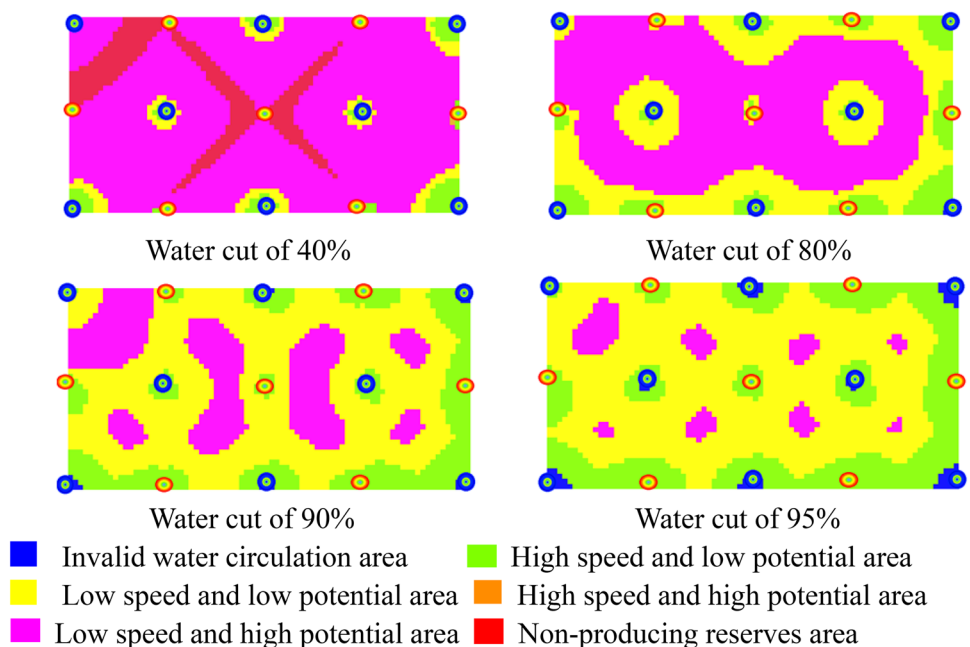 Water cut of 40%
Water cut of 80%
Water cut of 90%
Water cut of 95%
Invalid water circulation area
High speed and low potential area
Low speed and low potential area
High speed and high potential area
Low speed and high potential area
Non-producing reserves area